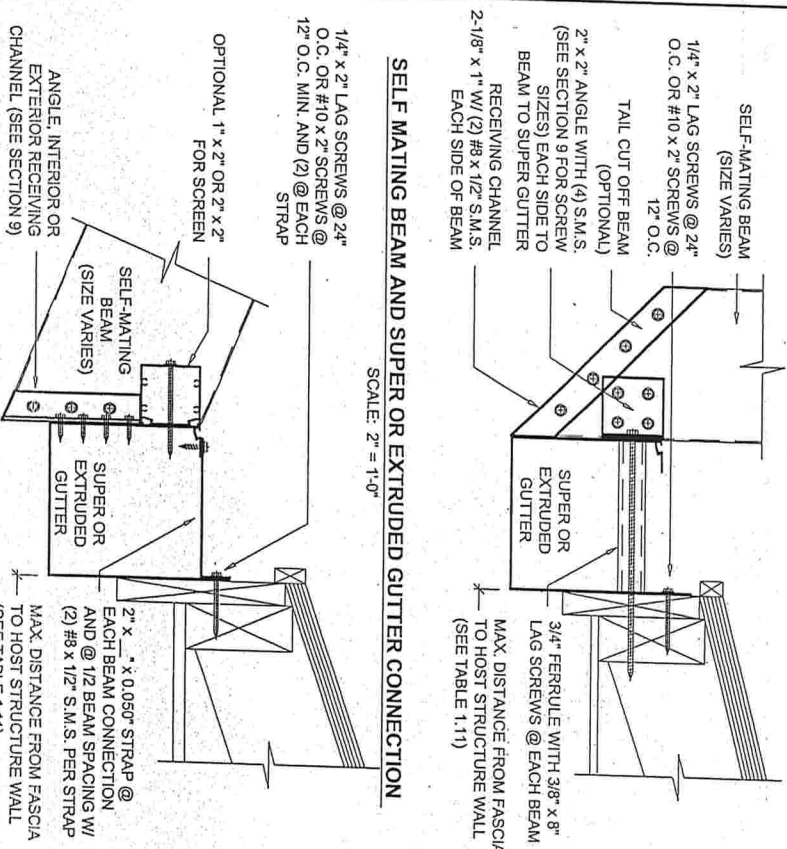 SELF-MATING BEAM
(SIZE VARIES)
1/4" x 2" LAG SCREWS @ 24"
O.C. OR #10 x 2" SCREWS @
12" O.C.
TAIL CUT OFF BEAM
(OPTIONAL)
2" x 2" ANGLE WITH (4) S.M.S.
(SEE SECTION 9 FOR SCREW
SIZES) EACH SIDE TO
BEAM TO SUPER GUTTER
RECEIVING CHANNEL
2-1/8" x 1" W/ (2) #8 x 1/2" S.M.S.
EACH SIDE OF BEAM
SUPER OR
EXTRUDED
GUTTER
3/4" FERRULE WITH 3/8" x 8"
LAG SCREWS @ EACH BEAM
MAX. DISTANCE FROM FASCIA
TO HOST STRUCTURE WALL
(SEE TABLE 1.11)
SELF MATING BEAM AND SUPER OR EXTRUDED GUTTER CONNECTION
SCALE: 2" = 1'-0"
1/4" x 2" LAG SCREWS @ 24"
O.C. OR #10 x 2" SCREWS @
12" O.C. MIN. AND (2) @ EACH
STRAP
OPTIONAL 1" x 2" OR 2" x 2"
FOR SCREEN
SELF-MATING
BEAM
(SIZE VARIES)
ANGLE, INTERIOR OR
EXTERIOR RECEIVING
CHANNEL (SEE SECTION 9)
SUPER OR
EXTRUDED
GUTTER
2" x __" x 0.050" STRAP @
EACH BEAM CONNECTION
AND @ 1/2 BEAM SPACING W/
(2) #8 x 1/2" S.M.S. PER STRAP
MAX. DISTANCE FROM FASCIA
TO HOST STRUCTURE WALL
(SEE TABLE 1.11)